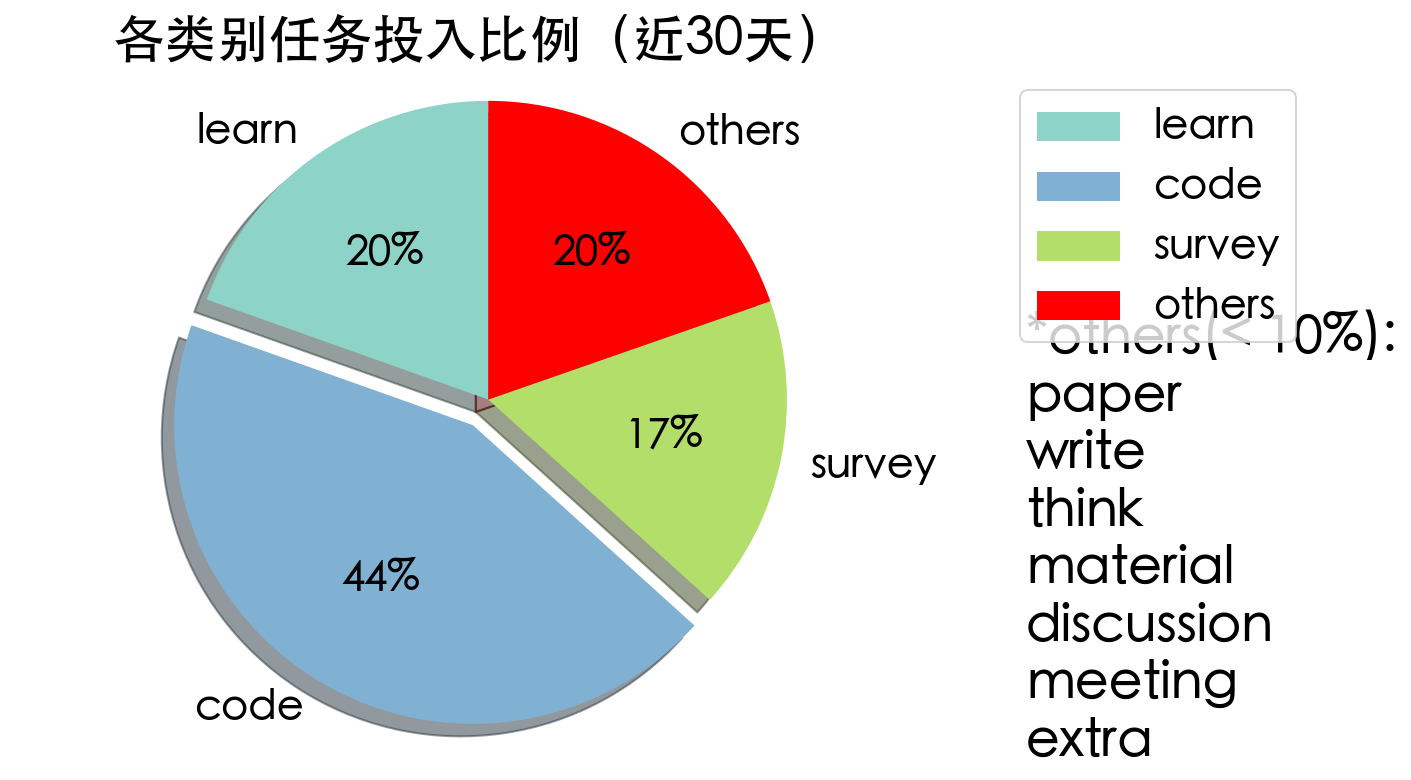 各类别任务投入比例（近30天）
learn
others
20%
20%
17%
survey
44%
code
learn
code
survey
others
*others(< 10%):
paper
write
think
material
discussion
meeting
extra